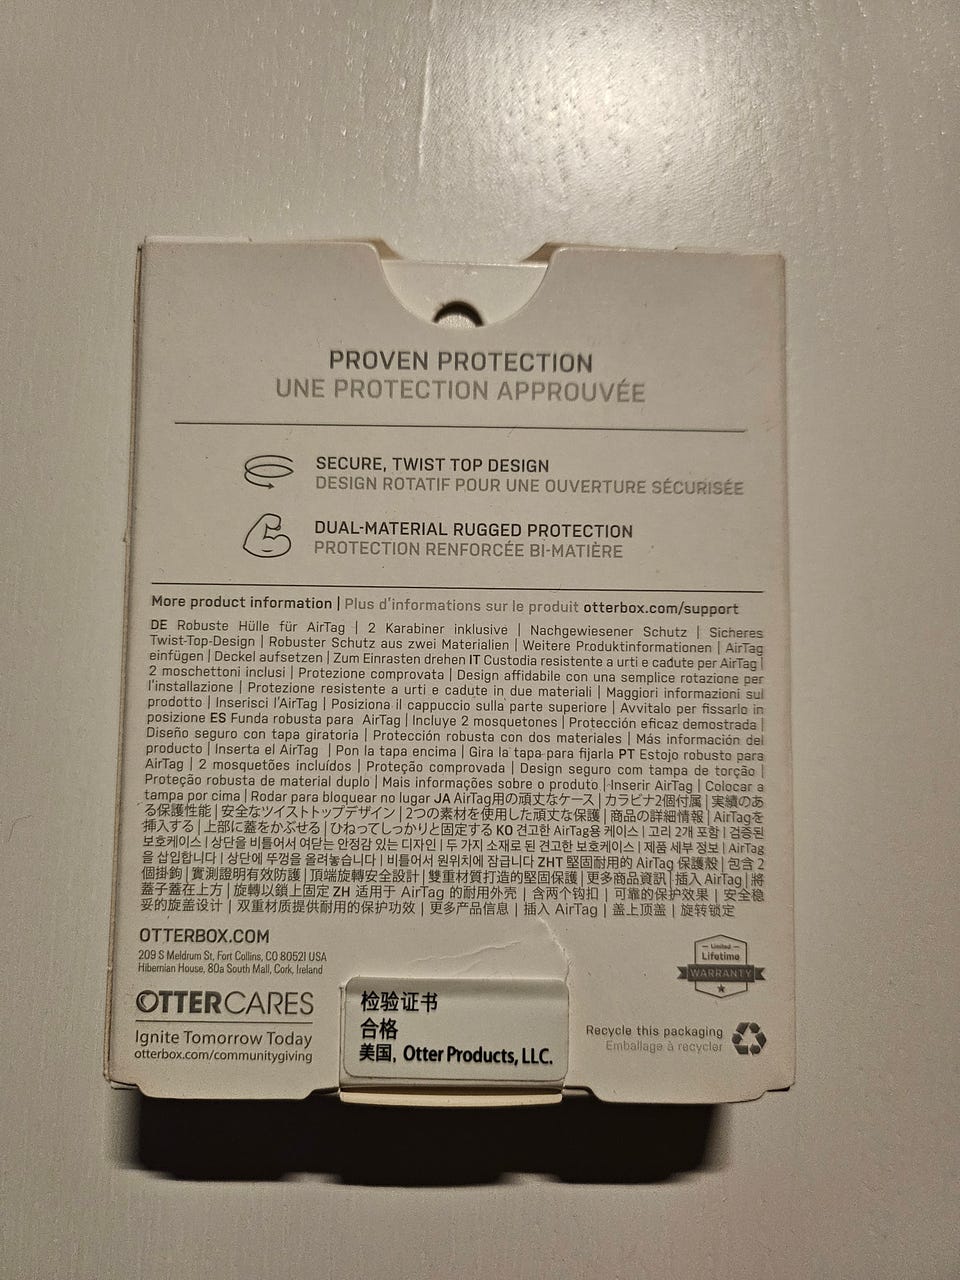 PROVEN PROTECTION
UNE PROTECTION APPROUVÉE
SECURE, TWIST TOP DESIGN
DESIGN ROTATIF POUR UNE OUVERTURE SÉCURISÉE
DUAL-MATERIAL RUGGED PROTECTION
PROTECTION RENFORCÉE BI-MATIÈRE
More product information | Plus d'informations sur le produit otterbox.com/support
DE Robuste Hülle für AirTag | 2 Karabiner inklusive | Nachgewiesener Schutz | Sicheres
Twist-Top-Design | Robuster Schutz aus zwei Materialien | Weitere Produktinformationen | AirTag
einfügen | Deckel aufsetzen | Zum Einrasten drehen IT Custodia resistente a urti e cadute per AirTag |
2 moschettoni inclusi | Protezione comprovata | Design affidabile con una semplice rotazione per
l'installazione | Protezione resistente a urti e cadute in due materiali | Maggiori informazioni sul
prodotto | Inserisci l'AirTag | Posiziona il cappuccio sulla parte superiore | Avvitalo per fissarlo in
posizione ES Funda robusta para AirTag | Incluye 2 mosquetones | Protección eficaz demostrada |
Diseño seguro con tapa giratoria | Protección robusta con dos materiales | Más información del
producto | Inserta el AirTag | Pon la tapa encima | Gira la tapa para fijarla PT Estojo robusto para
AirTag | 2 mosquetões incluídos | Proteção comprovada | Design seguro com tampa de torção |
Proteção robusta de material duplo | Mais informações sobre o produto | Inserir AirTag | Colocar a
tampa por cima | Rodar para bloquear no lugar JA AirTag用の頑丈なケース | カラビナ2個付属 | 実績のあ
る保護性能 | 安全なツイストトップデザイン | 2つの素材を使用した頑丈な保護 | 商品の詳細情報 | AirTagを
挿入する | 上部に蓋をかぶせる | ひねってしっかりと固定する KO 견고한 AirTag용 케이스 | 고리 2개 포함 | 검증된
보호케이스 | 상단을 비틀어서 여닫는 안정감 있는 디자인 | 두 가지 소재로 된 견고한 보호케이스 | 제품 세부 정보 | AirTag
을 삽입합니다 | 상단에 뚜껑을 올려놓습니다 | 비틀어서 원위치에 잠급니다 ZHT 堅固耐用的 AirTag 保護殼 | 包含 2
個掛鉤 | 實測證明有效防護 | 頂端旋轉安全設計 | 雙重材質打造的堅固保護 | 更多商品資訊 | 插入 AirTag | 將
蓋子蓋在上方 | 旋轉以鎖上固定 ZH 适用于 AirTag 的耐用外壳 | 含两个钩扣 | 可靠的保护效果 | 安全稳
妥的旋盖设计 | 双重材质提供耐用的保护功效 | 更多产品信息 | 插入 AirTag | 盖上顶盖 | 旋转锁定
OTTERBOX.COM
209 S Meldrum St, Fort Collins, CO 80521 USA
Hibernian House, 80a South Mall, Cork, Ireland
OTTERCARES
Ignite Tomorrow Today
otterbox.com/communitygiving
检验证书
合格
美国, Otter Products, LLC.
Limited
Lifetime
WARRANTY
Recycle this packaging
Emballage à recycler